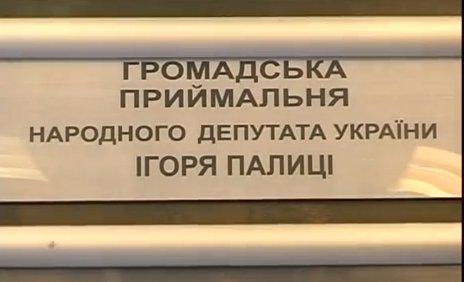 ГРОМАДСЬКА
ПРИЙМАЛЬНЯ
НАРОДНОГО ДЕПУТАТА УКРАЇНИ
ІГОРЯ ПАЛИЦІ